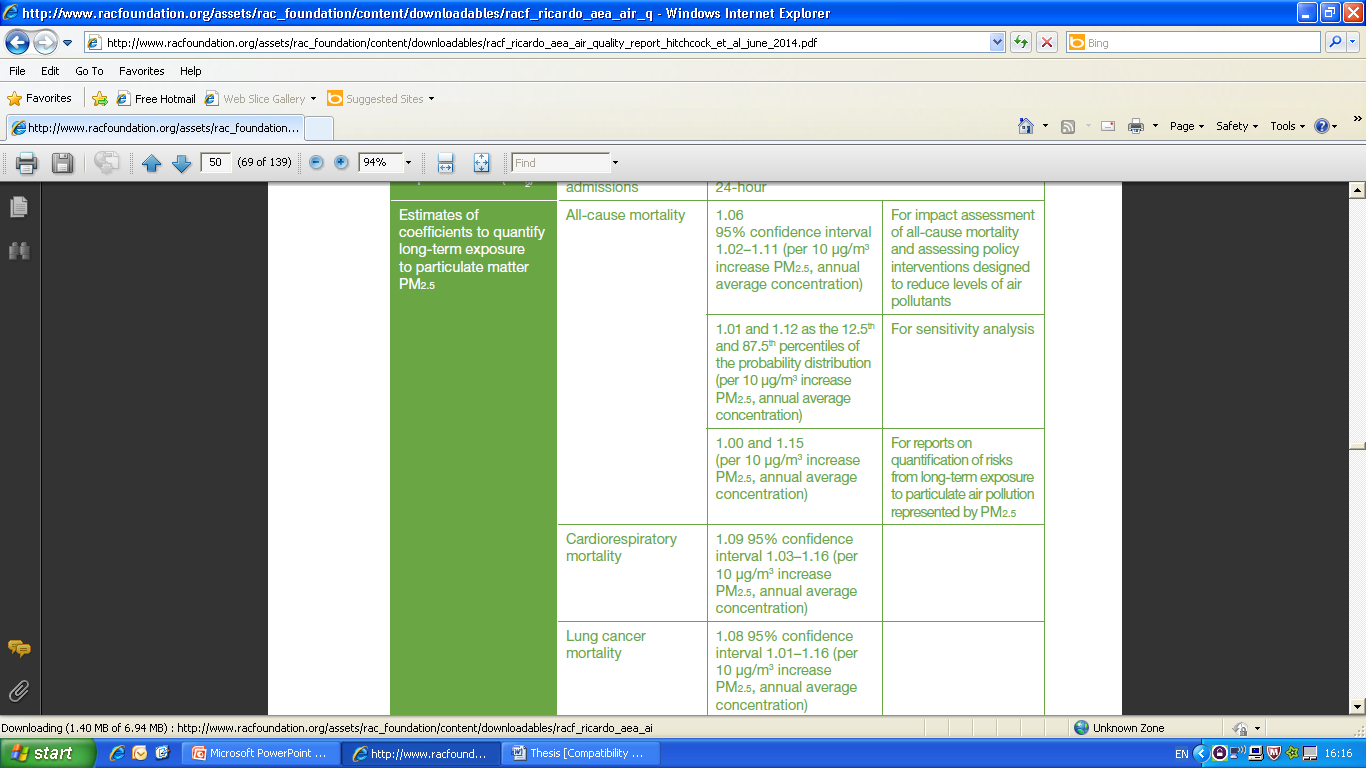 http://www.racfoundation.org/assets/rac_foundation/content/downloadables/racf_ricardo_aea_air_q - Windows Internet Explorer
http://www.racfoundation.org/assets/rac_foundation/content/downloadables/racf_ricardo_aea_air_quality_report_hitchcock_et_al_june_2014.pdf
Bing
File Edit Go To Favorites Help
Favorites Free Hotmail Web Slice Gallery Suggested Sites
http://www.racfoundation.org/assets/rac_foundation...
Page Safety Tools
50 (69 of 139) 94% Find
admissions
24-hour
Estimates of
coefficients to quantify
long-term exposure
to particulate matter
PM2.5
All-cause mortality
1.06
95% confidence interval
1.02–1.11 (per 10 µg/m³
increase PM2.5, annual
average concentration)
For impact assessment
of all-cause mortality
and assessing policy
interventions designed
to reduce levels of air
pollutants
1.01 and 1.12 as the 12.5th
and 87.5th percentiles of
the probability distribution
(per 10 µg/m³ increase
PM2.5, annual average
concentration)
For sensitivity analysis
1.00 and 1.15
(per 10 µg/m³ increase
PM2.5, annual average
concentration)
For reports on
quantification of risks
from long-term exposure
to particulate air pollution
represented by PM2.5
Cardiorespiratory
mortality
1.09 95% confidence
interval 1.03–1.16 (per
10 µg/m³ increase
PM2.5, annual average
concentration)
Lung cancer
mortality
1.08 95% confidence
interval 1.01–1.16 (per
10 µg/m³ increase
PM2.5, annual average
concentration)
Downloading (1.40 MB of 6.94 MB) : http://www.racfoundation.org/assets/rac_foundation/content/downloadables/racf_ricardo_aea_ai
Unknown Zone
start Microsoft PowerPoint ... http://www.racfound... Thesis [Compatibility ... EN 16:16